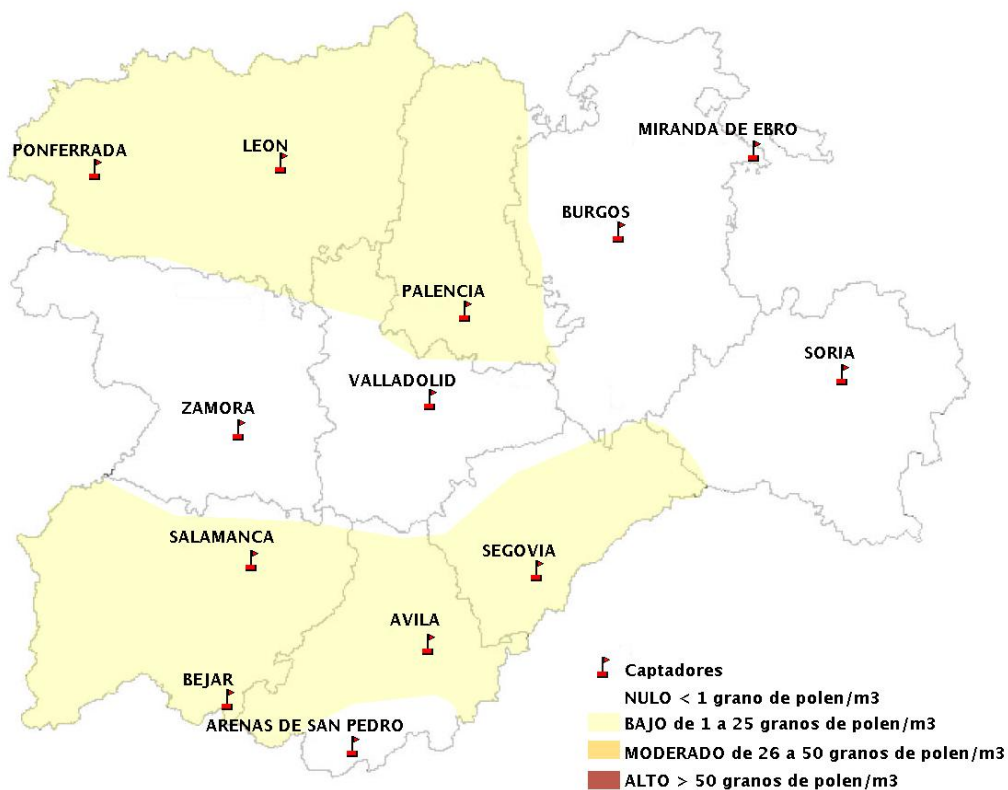 MIRANDA DE EBRO
PONFERRADA
LEON
BURGOS
PALENCIA
SORIA
VALLADOLID
ZAMORA
SALAMANCA
SEGOVIA
AVILA
BEJAR
ARENAS DE SAN PEDRO
Captadores
NULO < 1 grano de polen/m3
BAJO de 1 a 25 granos de polen/m3
MODERADO de 26 a 50 granos de polen/m3
ALTO > 50 granos de polen/m3